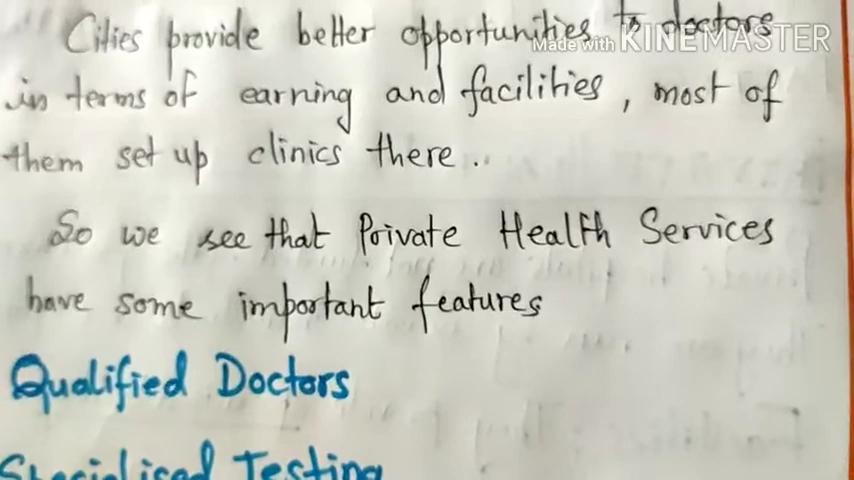 Cities provide better opportunities to doctors
Made with KINEMASTER
in terms of earning and facilities, most of
them set up clinics there..
So we see that Private Health Services
have some important features
Qualified Doctors
Specialised Testing